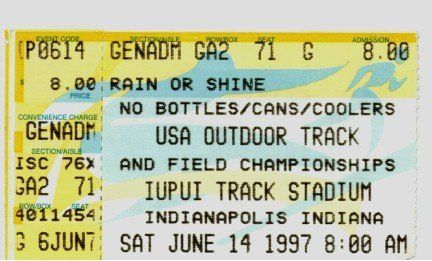 EVENT CODE SECTION/AISLE ROW/BOX SEAT ADMISSION
P0614 GENADM GA2 71 G 8.00
$ 8.00 RAIN OR SHINE
PRICE
NO BOTTLES/CANS/COOLERS
CONVENIENCE CHARGE
GENADM USA OUTDOOR TRACK
SECTION/AISLE
ISC 76X AND FIELD CHAMPIONSHIPS
GA2 71 IUPUI TRACK STADIUM
ROW/BOX SEAT
4011454 INDIANAPOLIS INDIANA
G 6JUN7 SAT JUNE 14 1997 8:00 AM